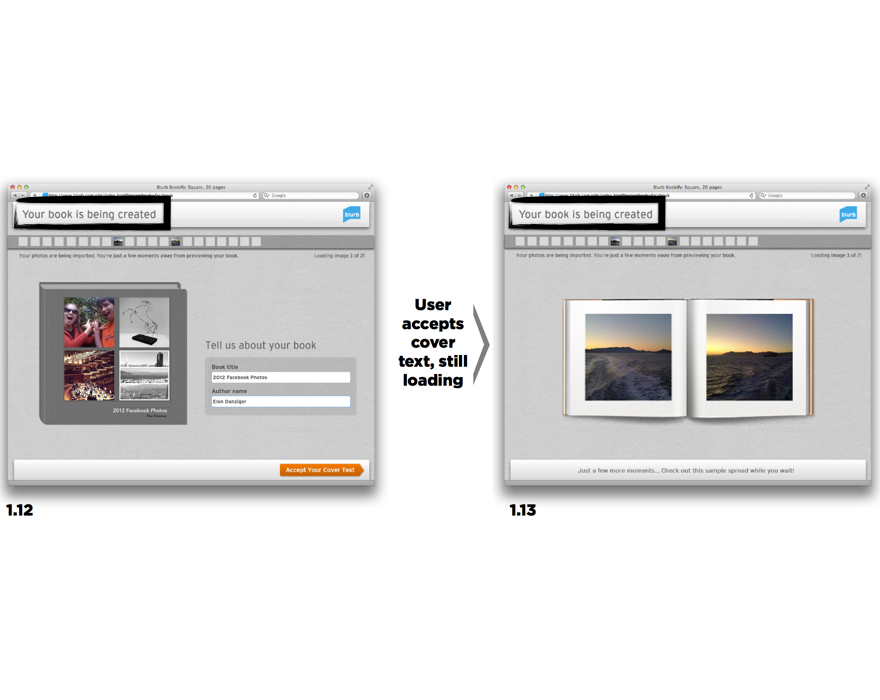 Blurb Bookify: Square, 20 pages
Google
Your book is being created
blurb
Your photos are being imported. You're just a few moments away from previewing your book.
Loading image 3 of 21
Tell us about your book
Book title
2012 Facebook Photos
Author name
Eion Danziger
2012 Facebook Photos
Accept Your Cover Text
1.12
User
accepts
cover
text, still
loading
Blurb Bookify: Square, 20 pages
Google
Your book is being created
blurb
Your photos are being imported. You're just a few moments away from previewing your book.
Loading image 3 of 21
Just a few more moments... Check out this sample spread while you wait!
1.13